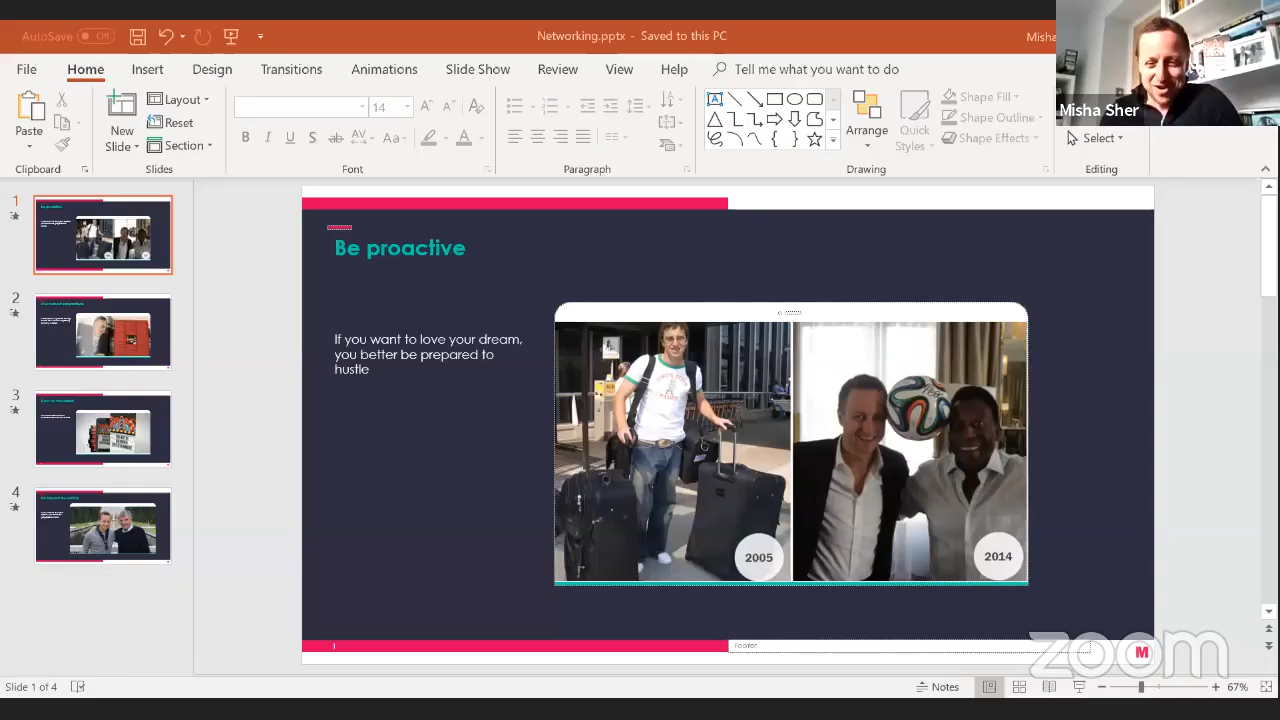 AutoSave Off
Networking.pptx - Saved to this PC
Misha
File Home Insert Design Transitions Animations Slide Show Review View Help Tell me what you want to do
Misha Sher
Paste
New Slide
Layout
Reset
Section
14
B I U S ab AV Aa A
Arrange
Quick Styles
Shape Fill
Shape Outline
Shape Effects
Select
Clipboard
Slides
Font
Paragraph
Drawing
Editing
1
2
3
4
Be proactive
If you want to love your dream,
you better be prepared to
hustle
2005
2014
1
Footer
M
zoom
Slide 1 of 4
Notes
67%